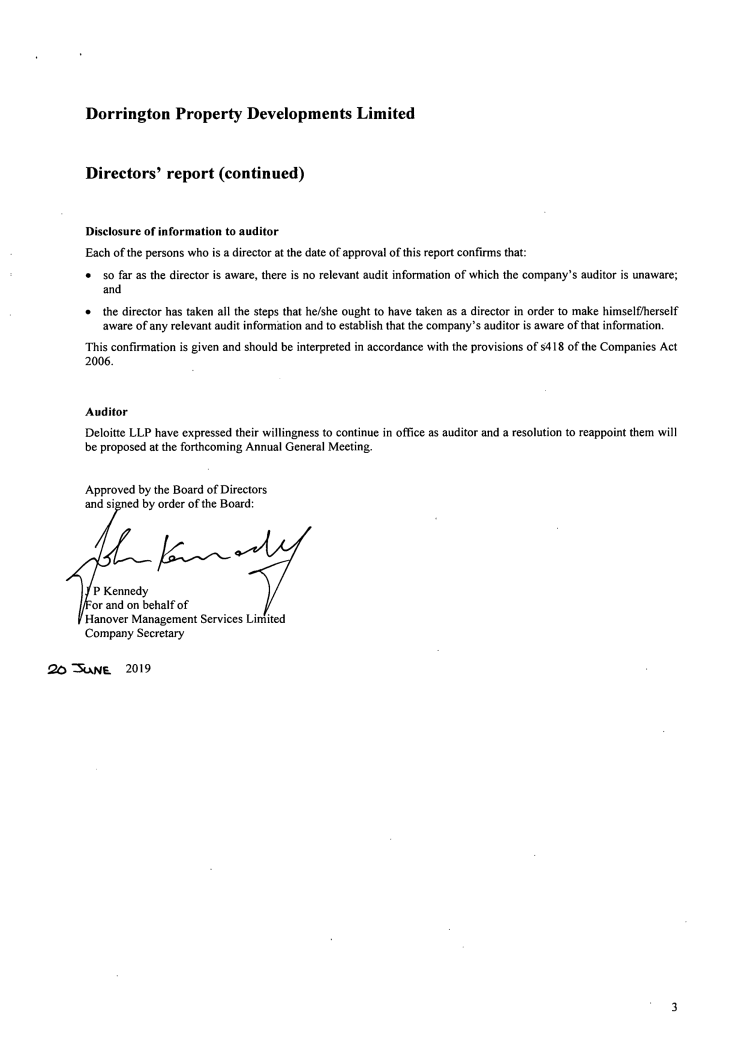 Dorrington Property Developments Limited
Directors' report (continued)
Disclosure of information to auditor
Each of the persons who is a director at the date of approval of this report confirms that:
• so far as the director is aware, there is no relevant audit information of which the company's auditor is unaware;
and
• the director has taken all the steps that he/she ought to have taken as a director in order to make himself/herself
aware of any relevant audit information and to establish that the company's auditor is aware of that information.
This confirmation is given and should be interpreted in accordance with the provisions of s418 of the Companies Act
2006.
Auditor
Deloitte LLP have expressed their willingness to continue in office as auditor and a resolution to reappoint them will
be proposed at the forthcoming Annual General Meeting.
Approved by the Board of Directors
and signed by order of the Board:
John Kennedy
J P Kennedy
For and on behalf of
Hanover Management Services Limited
Company Secretary
20 JUNE 2019
3